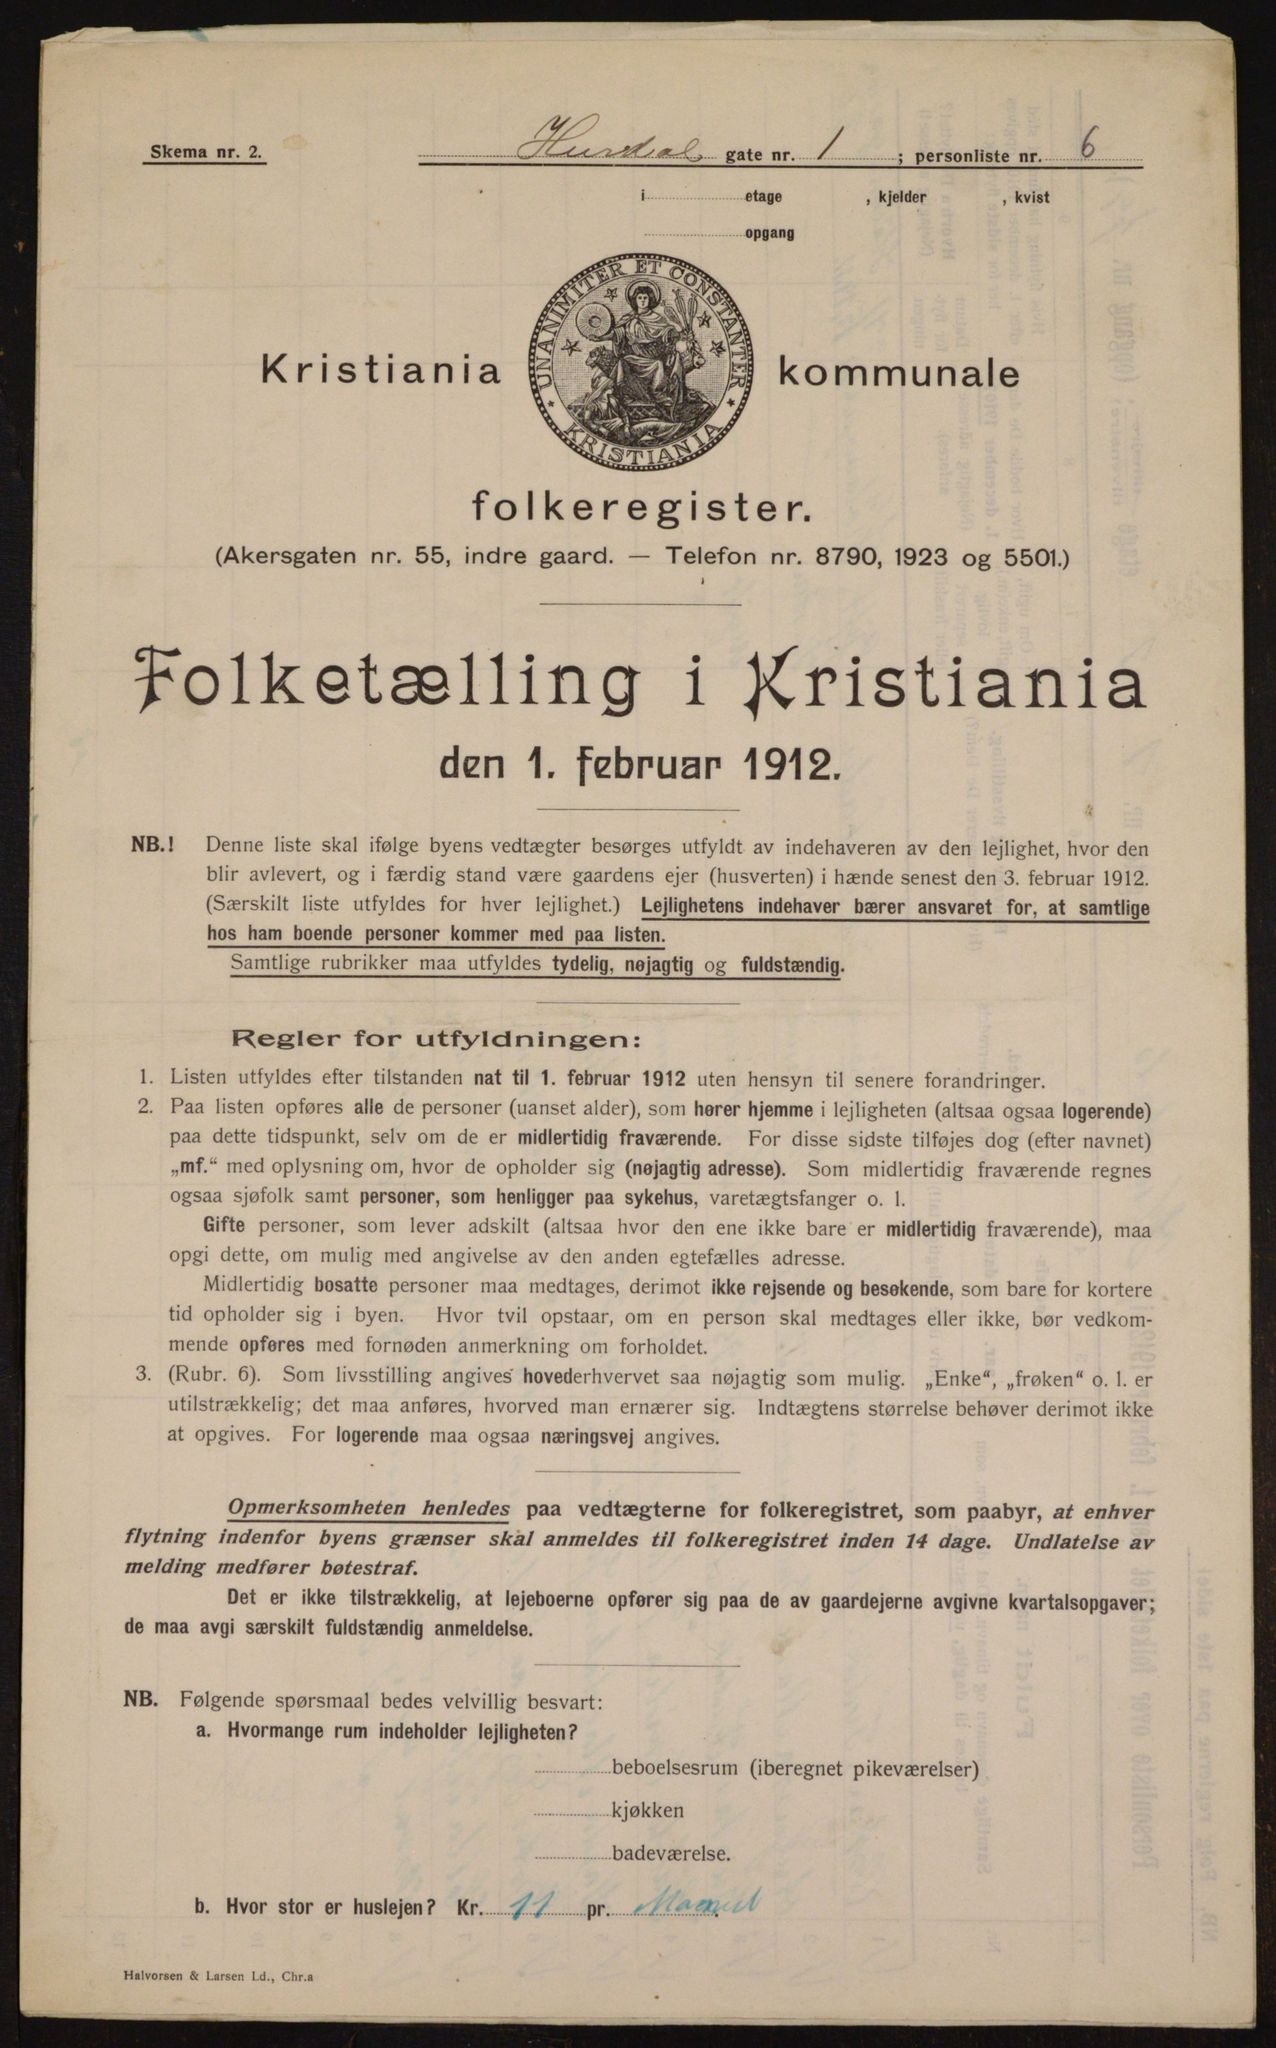 Skema nr. 2. Hurdal gate nr. 1 ; personliste nr. 6
i etage , kjelder , kvist
opgang
UNANIMITER ET CONSTANTER
KRISTIANIA
Kristiania kommunale
folkeregister.
(Akersgaten nr. 55, indre gaard. — Telefon nr. 8790, 1923 og 5501.)
Folketælling i Kristiania
den 1. februar 1912.
NB.! Denne liste skal ifølge byens vedtægter besørges utfyldt av indehaveren av den lejlighet, hvor den
blir avlevert, og i færdig stand være gaardens ejer (husverten) i hænde senest den 3. februar 1912.
(Særskilt liste utfyldes for hver lejlighet.) Lejlighetens indehaver bærer ansvaret for, at samtlige
hos ham boende personer kommer med paa listen.
Samtlige rubrikker maa utfyldes tydelig, nøjagtig og fuldstændig.
Regler for utfyldningen:
1. Listen utfyldes efter tilstanden nat til 1. februar 1912 uten hensyn til senere forandringer.
2. Paa listen opføres alle de personer (uanset alder), som hører hjemme i lejligheten (altsaa ogsaa logerende)
paa dette tidspunkt, selv om de er midlertidig fraværende. For disse sidste tilføjes dog (efter navnet)
„mf.“ med oplysning om, hvor de opholder sig (nøjagtig adresse). Som midlertidig fraværende regnes
ogsaa sjøfolk samt personer, som henligger paa sykehus, varetægtsfanger o. l.
Gifte personer, som lever adskilt (altsaa hvor den ene ikke bare er midlertidig fraværende), maa
opgi dette, om mulig med angivelse av den anden egtefælles adresse.
Midlertidig bosatte personer maa medtages, derimot ikke rejsende og besøkende, som bare for kortere
tid opholder sig i byen. Hvor tvil opstaar, om en person skal medtages eller ikke, bør vedkom-
mende opføres med fornøden anmerkning om forholdet.
3. (Rubr. 6). Som livsstilling angives hovederhvervet saa nøjagtig som mulig. „Enke“, „frøken“ o. l. er
utilstrækkelig; det maa anføres, hvorved man ernærer sig. Indtægtens størrelse behøver derimot ikke
at opgives. For logerende maa ogsaa næringsvej angives.
Opmerksomheten henledes paa vedtægterne for folkeregistret, som paabyr, at enhver
flytning indenfor byens grænser skal anmeldes til folkeregistret inden 14 dage. Undlatelse av
melding medfører bøtestraf.
Det er ikke tilstrækkelig, at lejeboerne opfører sig paa de av gaardejerne avgivne kvartalsopgaver;
de maa avgi særskilt fuldstændig anmeldelse.
NB. Følgende spørsmaal bedes velvillig besvart:
a. Hvormange rum indeholder lejligheten?
beboelsesrum (iberegnet pikeværelser)
kjøkken
badeværelse.
b. Hvor stor er huslejen? Kr. 11 pr.
Halvorsen & Larsen Ld., Chr.a